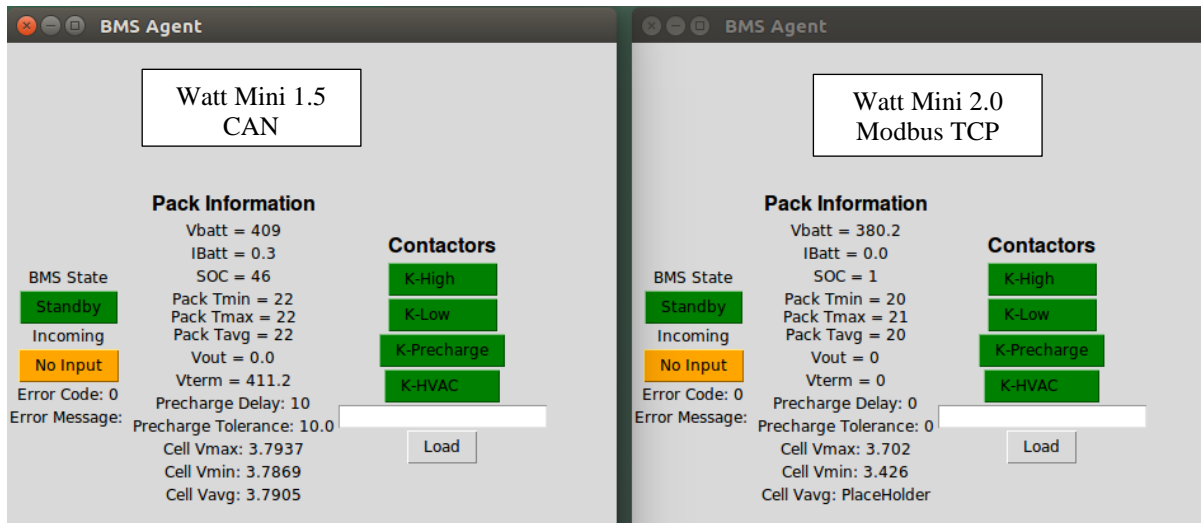 BMS Agent
Watt Mini 1.5
CAN
Pack Information
Vbatt = 409
IBatt = 0.3
SOC = 46
Pack Tmin = 22
Pack Tmax = 22
Pack Tavg = 22
Vout = 0.0
Vterm = 411.2
Precharge Delay: 10
Precharge Tolerance: 10.0
Cell Vmax: 3.7937
Cell Vmin: 3.7869
Cell Vavg: 3.7905
BMS State
Standby
Incoming
No Input
Error Code: 0
Error Message:
Contactors
K-High
K-Low
K-Precharge
K-HVAC
Load
BMS Agent
Watt Mini 2.0
Modbus TCP
Pack Information
Vbatt = 380.2
IBatt = 0.0
SOC = 1
Pack Tmin = 20
Pack Tmax = 21
Pack Tavg = 20
Vout = 0
Vterm = 0
Precharge Delay: 0
Precharge Tolerance: 0
Cell Vmax: 3.702
Cell Vmin: 3.426
Cell Vavg: PlaceHolder
BMS State
Standby
Incoming
No Input
Error Code: 0
Error Message:
Contactors
K-High
K-Low
K-Precharge
K-HVAC
Load